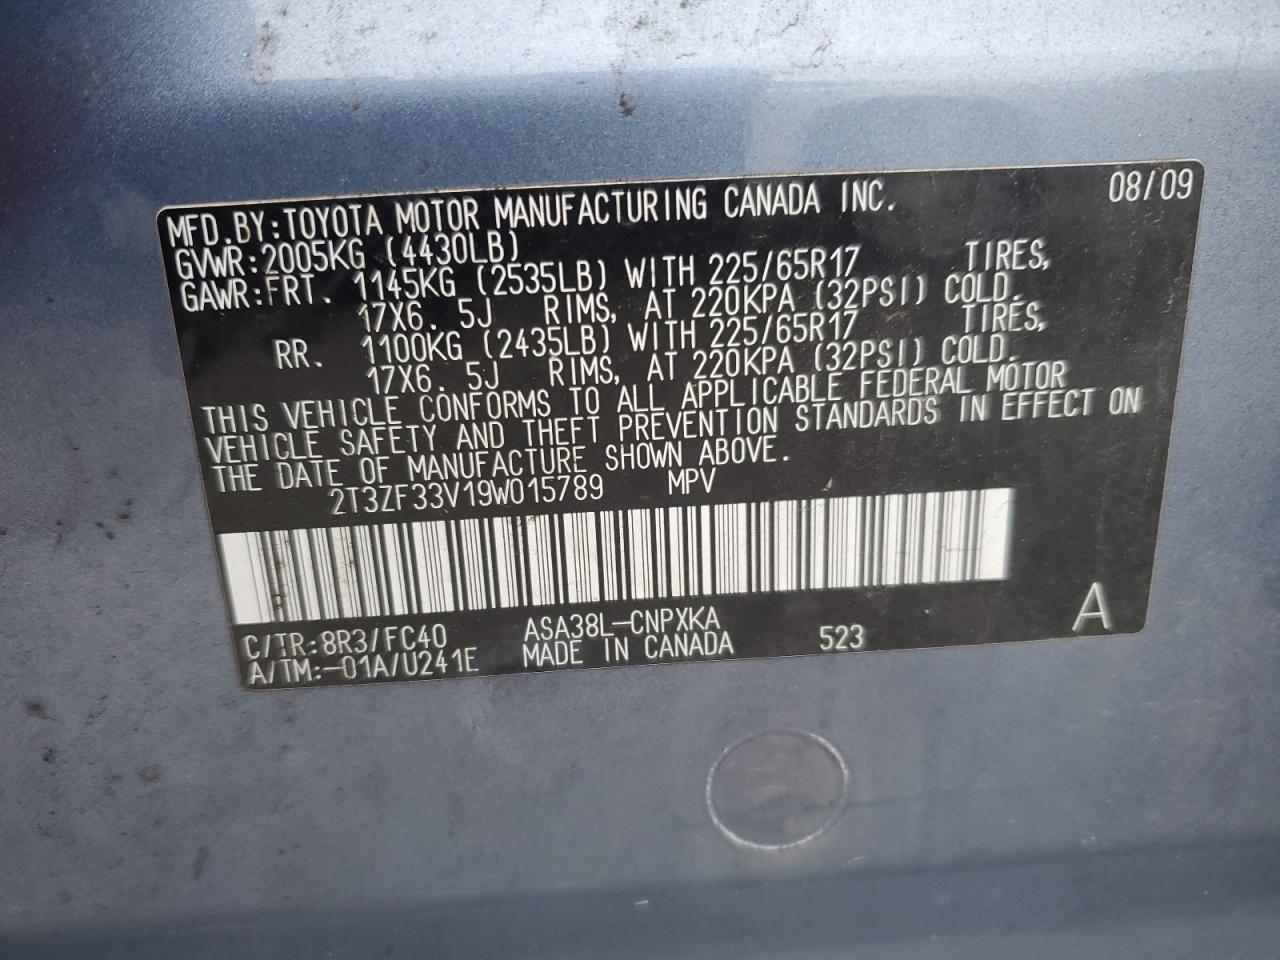 MFD.BY:TOYOTA MOTOR MANUFACTURING CANADA INC. 08/09
GVWR:2005KG (4430LB)
GAWR:FRT. 1145KG (2535LB) WITH 225/65R17 TIRES,
17X6. 5J RIMS, AT 220KPA (32PSI) COLD.
RR. 1100KG (2435LB) WITH 225/65R17 TIRES,
17X6. 5J RIMS, AT 220KPA (32PSI) COLD.
THIS VEHICLE CONFORMS TO ALL APPLICABLE FEDERAL MOTOR
VEHICLE SAFETY AND THEFT PREVENTION STANDARDS IN EFFECT ON
THE DATE OF MANUFACTURE SHOWN ABOVE.
2T3ZF33V19W015789 MPV
C/TR:8R3/FC40 ASA38L-CNPXKA
A/TM:-01A/U241E MADE IN CANADA 523 A